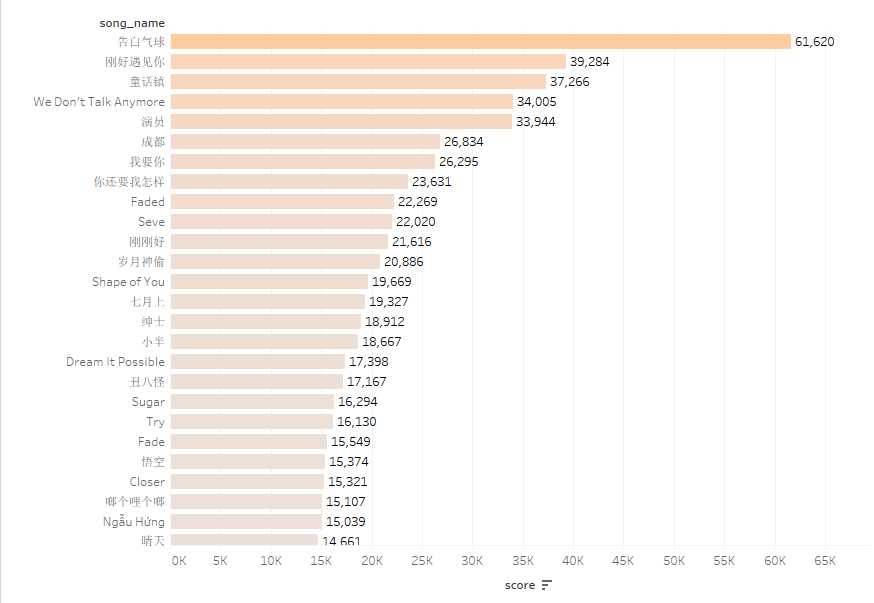 song_name
告白气球 61,620
刚好遇见你 39,284
童话镇 37,266
We Don't Talk Anymore 34,005
演员 33,944
成都 26,834
我要你 26,295
你还要我怎样 23,631
Faded 22,269
Seve 22,020
刚刚好 21,616
岁月神偷 20,886
Shape of You 19,669
七月上 19,327
绅士 18,912
小半 18,667
Dream It Possible 17,398
丑八怪 17,167
Sugar 16,294
Try 16,130
Fade 15,549
悟空 15,374
Closer 15,321
啷个哩个啷 15,107
Ngẫu Hứng 15,039
晴天 14,661
0K 5K 10K 15K 20K 25K 30K 35K 40K 45K 50K 55K 60K 65K
score